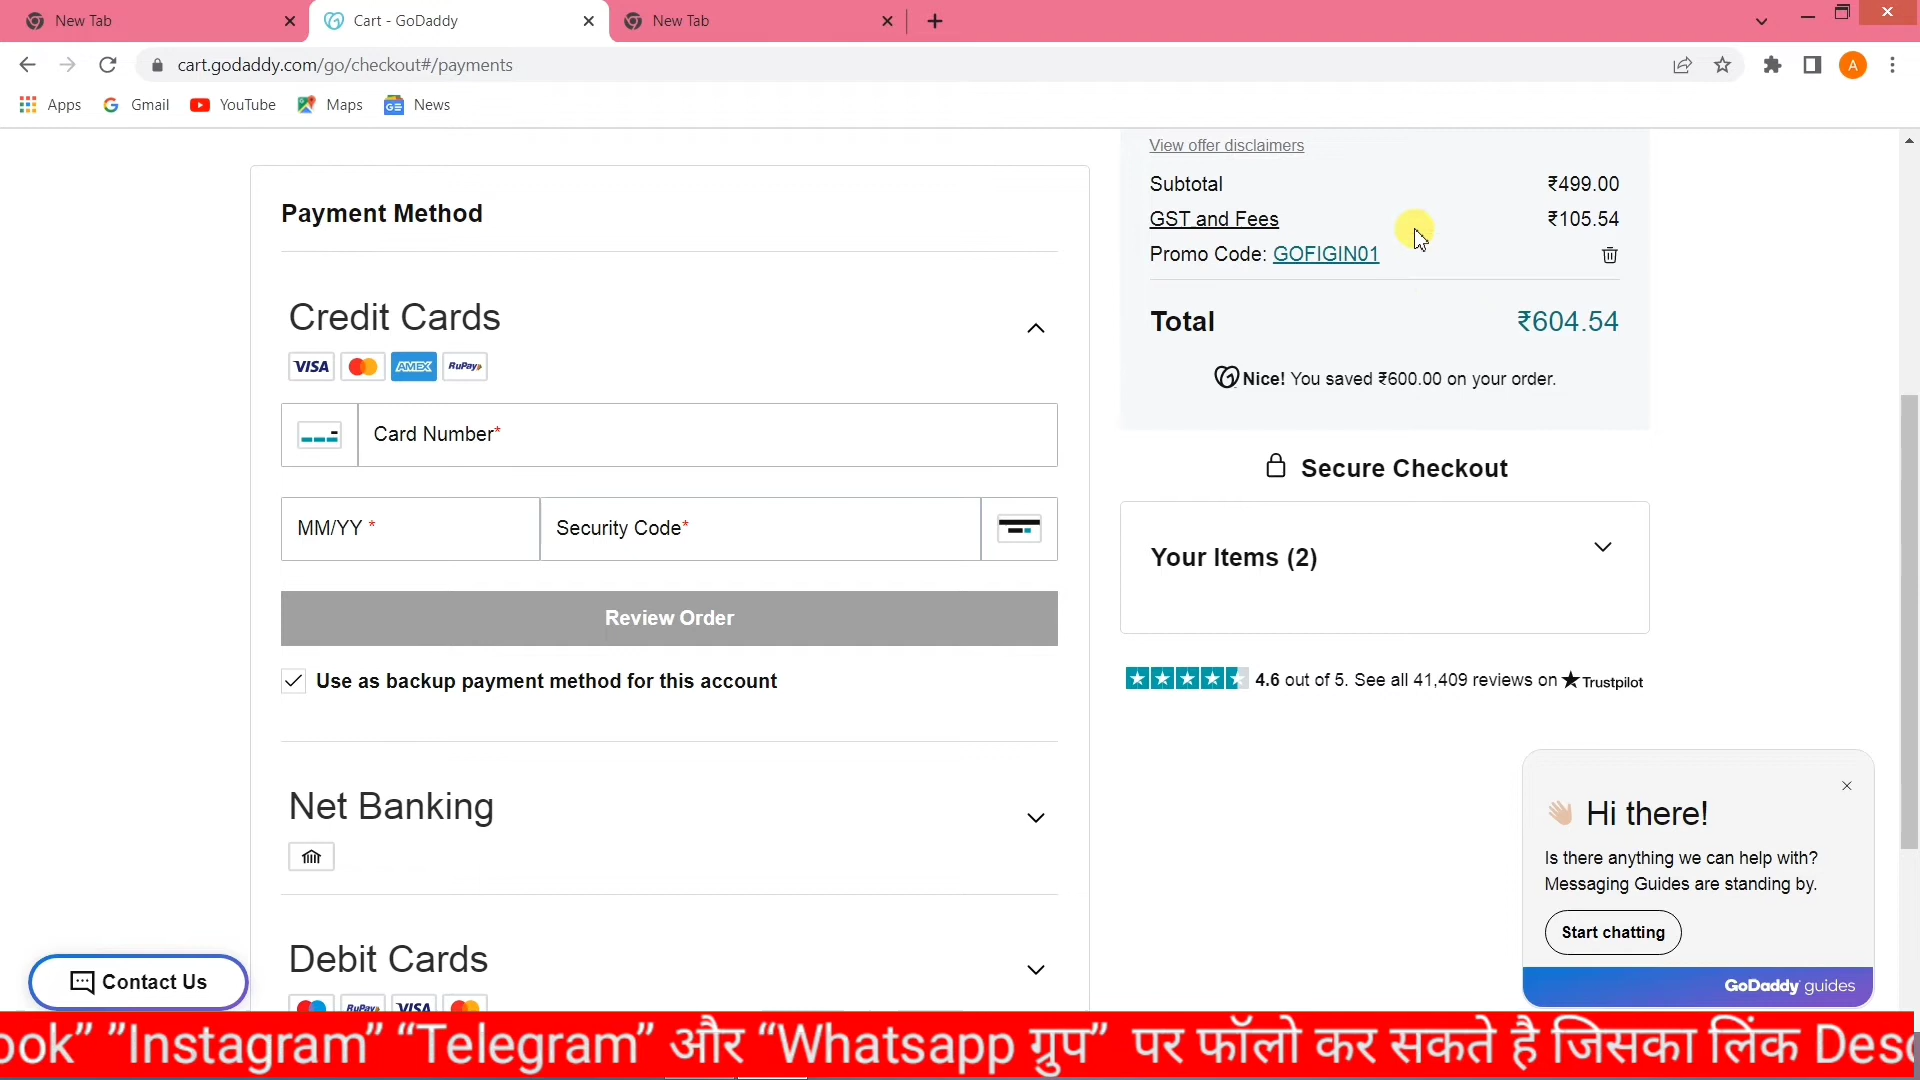 New Tab
Cart - GoDaddy
New Tab
cart.godaddy.com/go/checkout#/payments
A
Apps
Gmail
YouTube
Maps
News
Payment Method
Credit Cards
VISA
AMEX
RuPay
Card Number*
MM/YY *
Security Code*
Review Order
Use as backup payment method for this account
Net Banking
Debit Cards
RuPay
VISA
View offer disclaimers
Subtotal ₹499.00
GST and Fees ₹105.54
Promo Code: GOFIGIN01
Total ₹604.54
Nice! You saved ₹600.00 on your order.
Secure Checkout
Your Items (2)
4.6 out of 5. See all 41,409 reviews on Trustpilot
Hi there!
Is there anything we can help with?
Messaging Guides are standing by.
Start chatting
GoDaddy guides
Contact Us
ook” ”Instagram” “Telegram” और “Whatsapp ग्रुप” पर फॉलो कर सकते है जिसका लिंक Desc